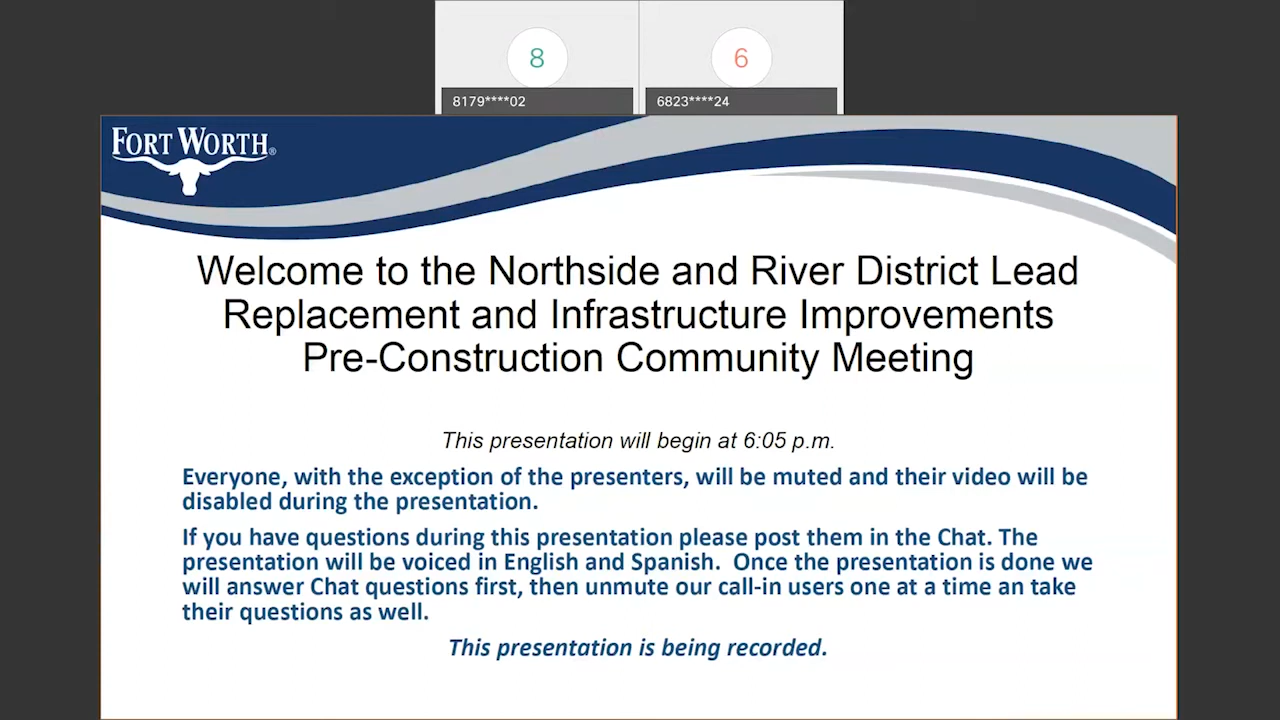 8
6
8179****02
6823****24
FORT WORTH®
Welcome to the Northside and River District Lead
Replacement and Infrastructure Improvements
Pre-Construction Community Meeting
This presentation will begin at 6:05 p.m.
Everyone, with the exception of the presenters, will be muted and their video will be
disabled during the presentation.
If you have questions during this presentation please post them in the Chat. The
presentation will be voiced in English and Spanish.  Once the presentation is done we
will answer Chat questions first, then unmute our call-in users one at a time an take
their questions as well.
This presentation is being recorded.